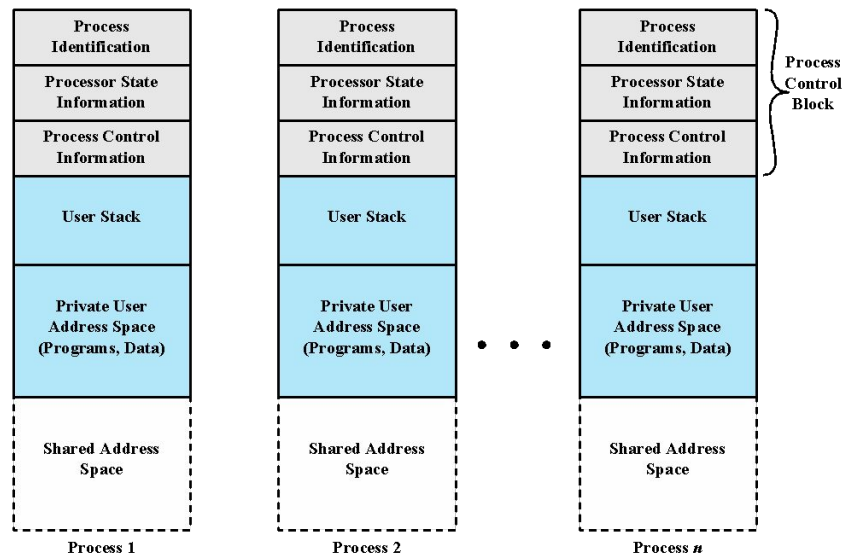 Process
Identification
Processor State
Information
Process Control
Information
User Stack
Private User
Address Space
(Programs, Data)
Shared Address
Space
Process 1
Process
Identification
Processor State
Information
Process Control
Information
User Stack
Private User
Address Space
(Programs, Data)
Shared Address
Space
Process 2
• • •
Process
Identification
Processor State
Information
Process Control
Information
User Stack
Private User
Address Space
(Programs, Data)
Shared Address
Space
Process n
Process
Control
Block